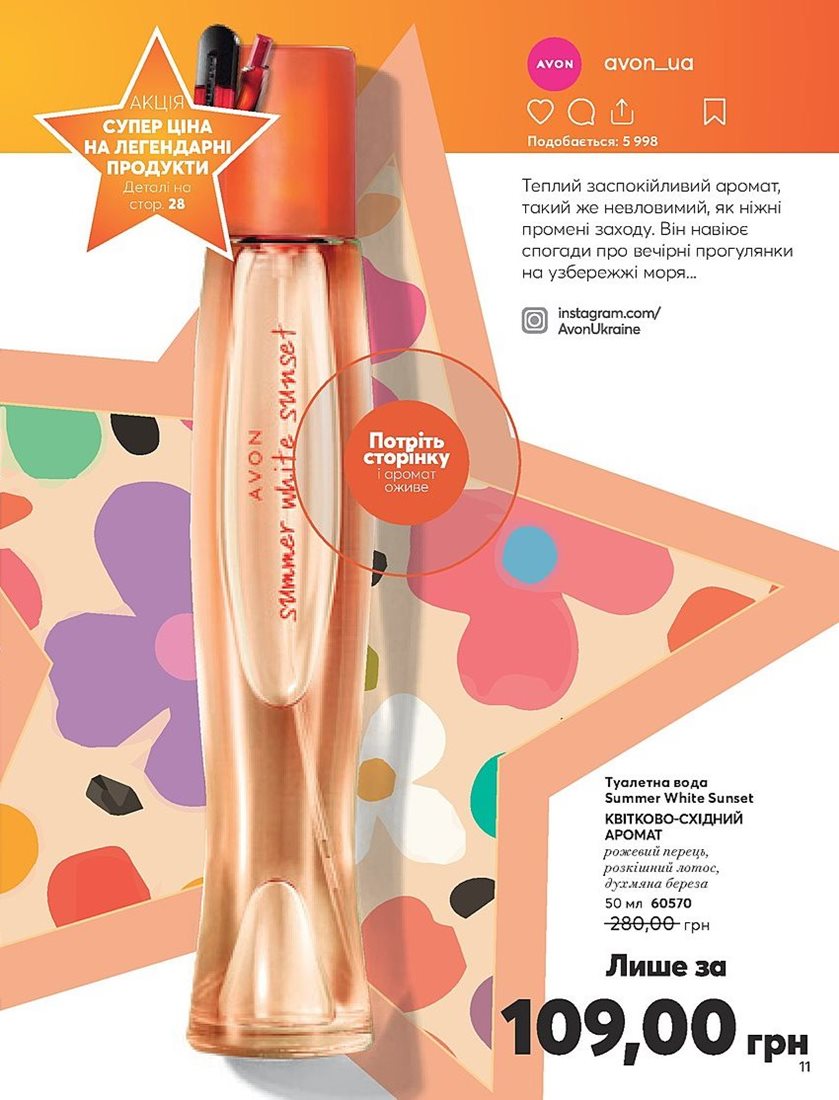 АКЦІЯ
СУПЕР ЦІНА
НА ЛЕГЕНДАРНІ
ПРОДУКТИ
Деталі на
стор. 28
AVON
avon_ua
Подобається: 5 998
Теплий заспокійливий аромат,
такий же невловимий, як ніжні
промені заходу. Він навіює
спогади про вечірні прогулянки
на узбережжі моря...
instagram.com/
AvonUkraine
AVON
summer white sunset
Потріть
сторінку
і аромат
оживе
Туалетна вода
Summer White Sunset
КВІТКОВО-СХІДНИЙ
АРОМАТ
рожевий перець,
розкішний лотос,
духмяна береза
50 мл 60570
280,00 грн
Лише за
109,00 грн
11